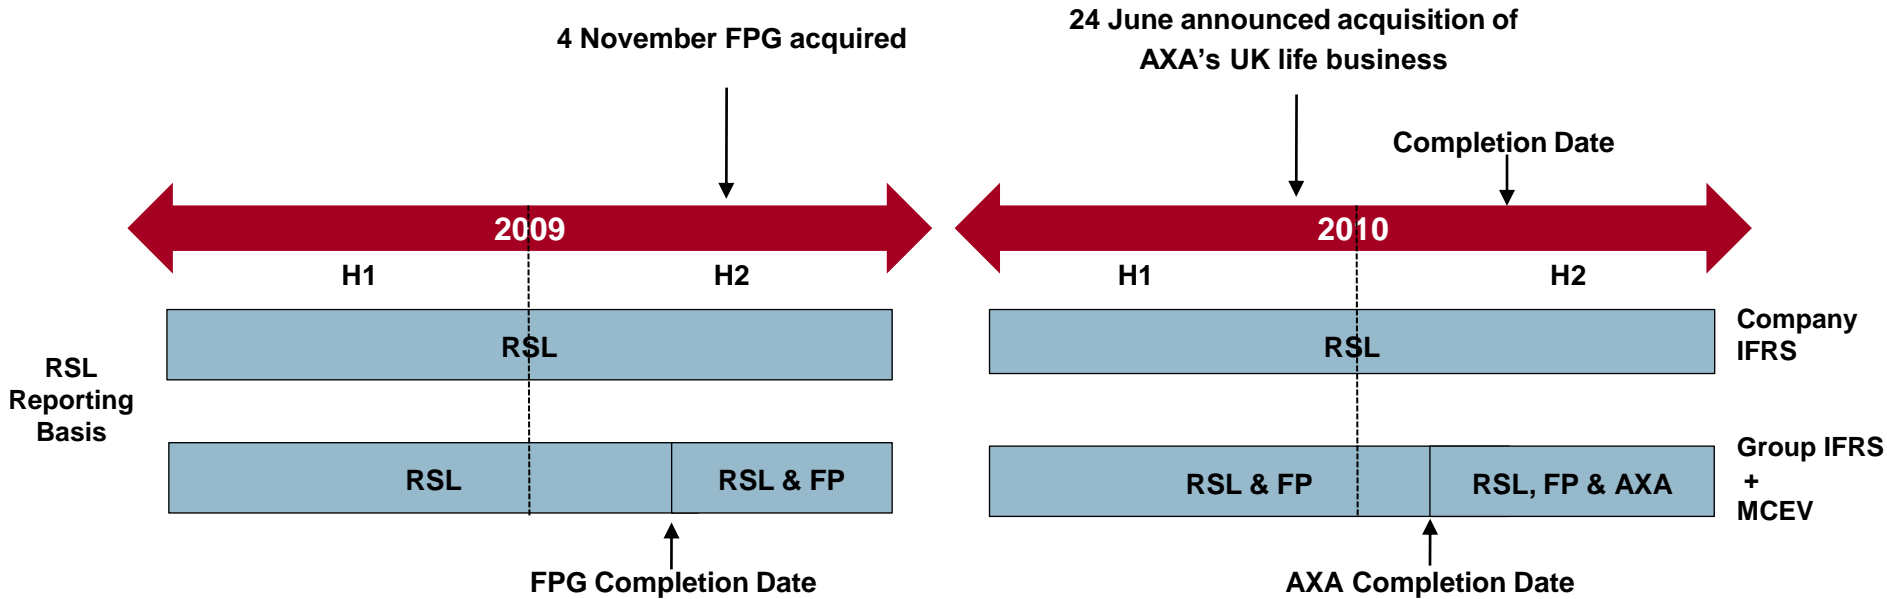 4 November FPG acquired
24 June announced acquisition of
AXA's UK life business
Completion Date
2009
2010
H1
H2
H1
H2
RSL
Reporting
Basis
RSL
RSL
Company
IFRS
RSL
RSL & FP
RSL & FP
RSL, FP & AXA
Group IFRS
+
MCEV
FPG Completion Date
AXA Completion Date